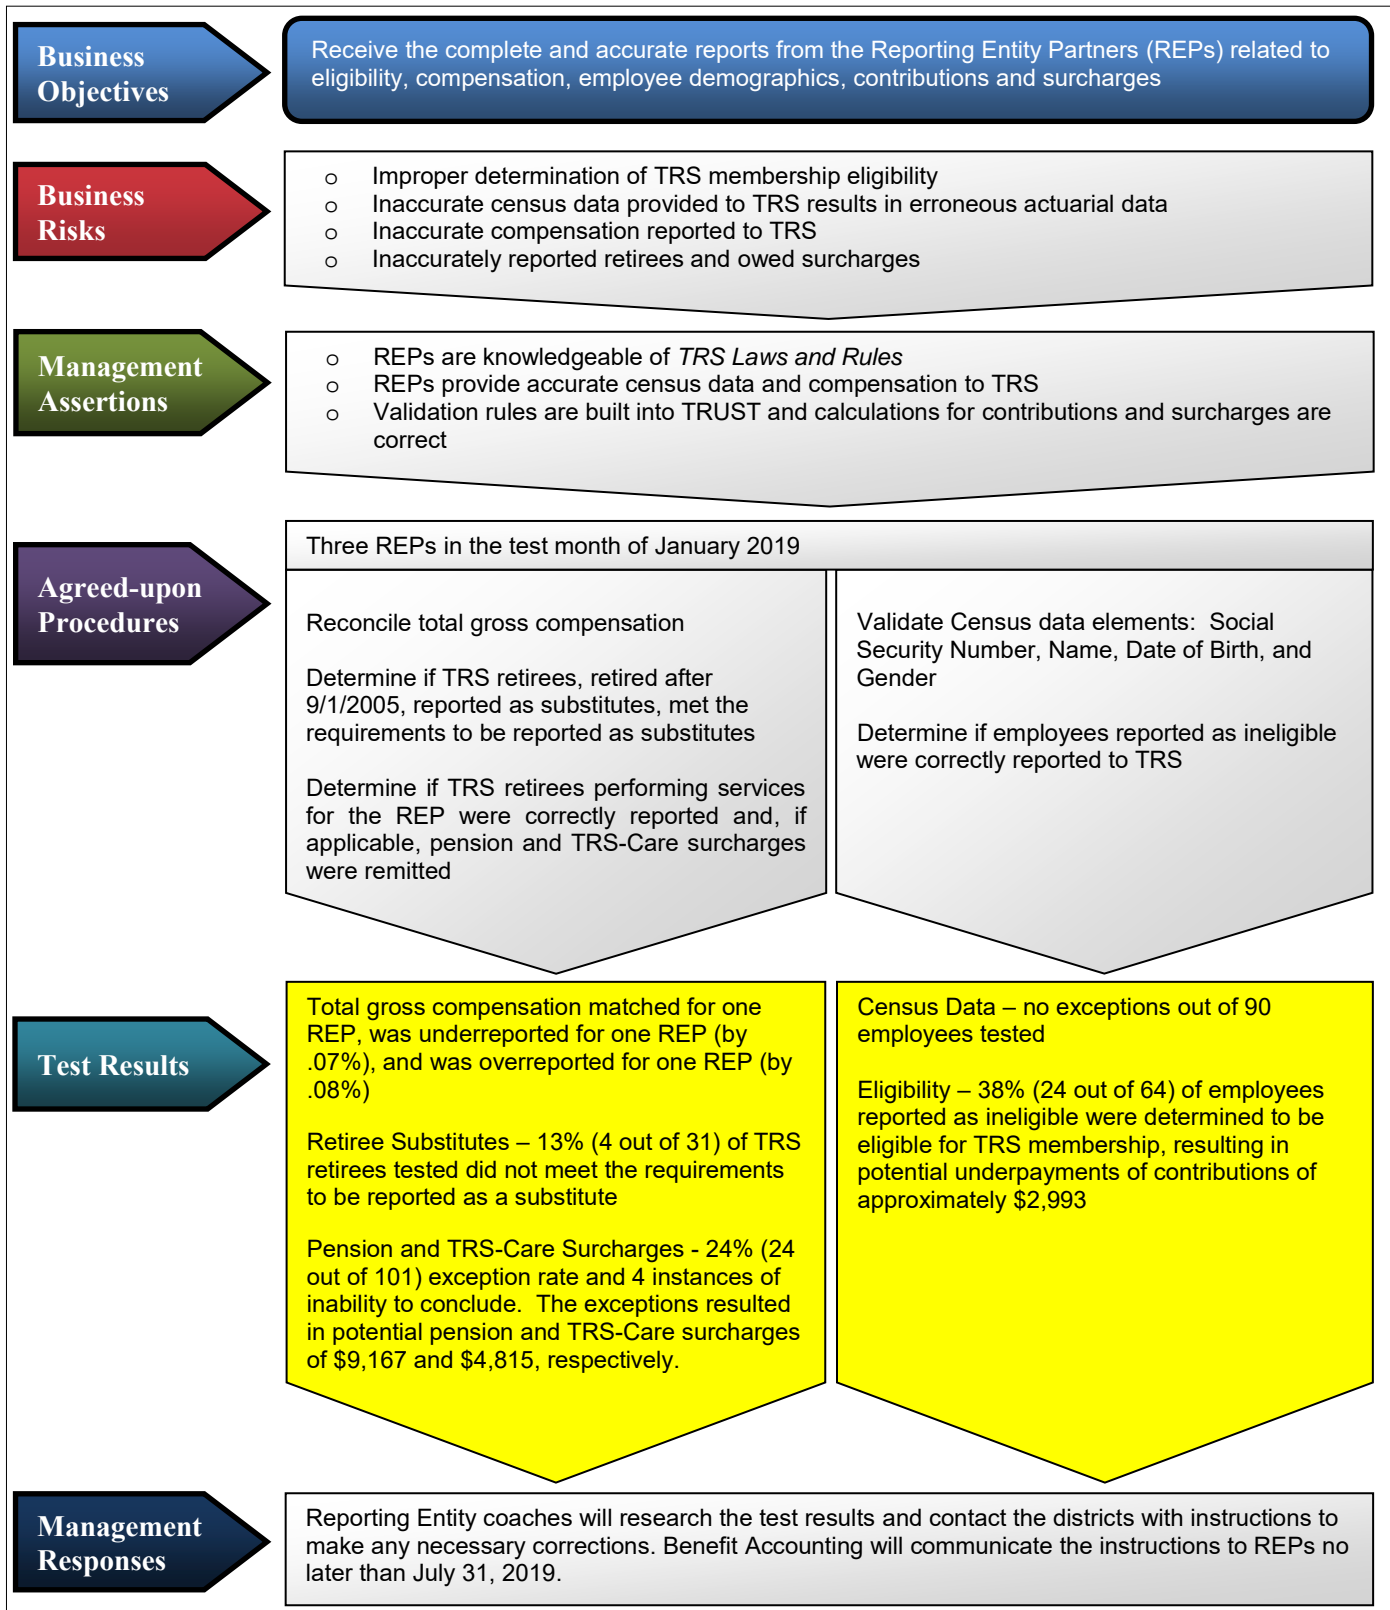 Business
Objectives
Receive the complete and accurate reports from the Reporting Entity Partners (REPs) related to
eligibility, compensation, employee demographics, contributions and surcharges
Business
Risks
o Improper determination of TRS membership eligibility
o Inaccurate census data provided to TRS results in erroneous actuarial data
o Inaccurate compensation reported to TRS
o Inaccurately reported retirees and owed surcharges
Management
Assertions
o REPs are knowledgeable of TRS Laws and Rules
o REPs provide accurate census data and compensation to TRS
o Validation rules are built into TRUST and calculations for contributions and surcharges are
correct
Agreed-upon
Procedures
Three REPs in the test month of January 2019
Reconcile total gross compensation
Determine if TRS retirees, retired after
9/1/2005, reported as substitutes, met the
requirements to be reported as substitutes
Determine if TRS retirees performing services
for the REP were correctly reported and, if
applicable, pension and TRS-Care surcharges
were remitted
Validate Census data elements: Social
Security Number, Name, Date of Birth, and
Gender
Determine if employees reported as ineligible
were correctly reported to TRS
Test Results
Total gross compensation matched for one
REP, was underreported for one REP (by
.07%), and was overreported for one REP (by
.08%)
Retiree Substitutes – 13% (4 out of 31) of TRS
retirees tested did not meet the requirements
to be reported as a substitute
Pension and TRS-Care Surcharges - 24% (24
out of 101) exception rate and 4 instances of
inability to conclude. The exceptions resulted
in potential pension and TRS-Care surcharges
of $9,167 and $4,815, respectively.
Census Data – no exceptions out of 90
employees tested
Eligibility – 38% (24 out of 64) of employees
reported as ineligible were determined to be
eligible for TRS membership, resulting in
potential underpayments of contributions of
approximately $2,993
Management
Responses
Reporting Entity coaches will research the test results and contact the districts with instructions to
make any necessary corrections. Benefit Accounting will communicate the instructions to REPs no
later than July 31, 2019.